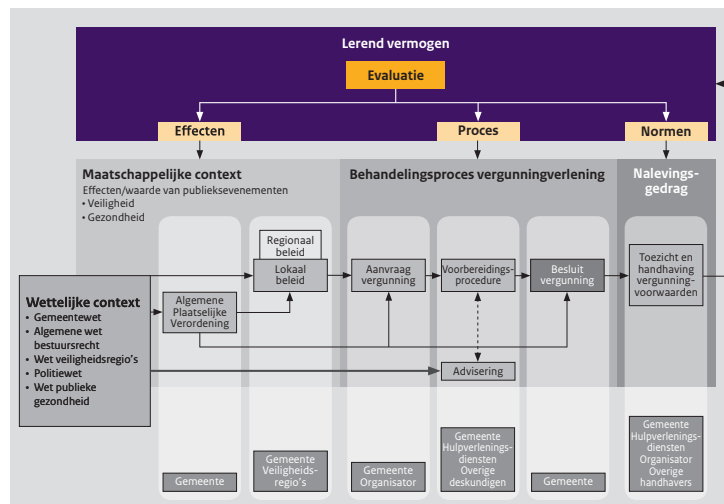 Lerend vermogen
Evaluatie
Effecten
Proces
Normen
Maatschappelijke context
Effecten/waarde van publieksevenementen
• Veiligheid
• Gezondheid
Behandelingsproces vergunningverlening
Nalevings-
gedrag
Regionaal
beleid
Lokaal
beleid
Aanvraag
vergunning
Voorbereidings-
procedure
Besluit
vergunning
Toezicht en
handhaving
vergunning-
voorwaarden
Wettelijke context
• Gemeentewet
• Algemene wet
bestuursrecht
• Wet veiligheidsregio's
• Politiewet
• Wet publieke
gezondheid
Algemene
Plaatselijke
Verordening
Advisering
Gemeente
Gemeente
Veiligheids-
regio's
Gemeente
Organisator
Gemeente
Hulpverlenings-
diensten
Overige
deskundigen
Gemeente
Gemeente
Hulpverlenings-
diensten
Organisator
Overige
handhavers